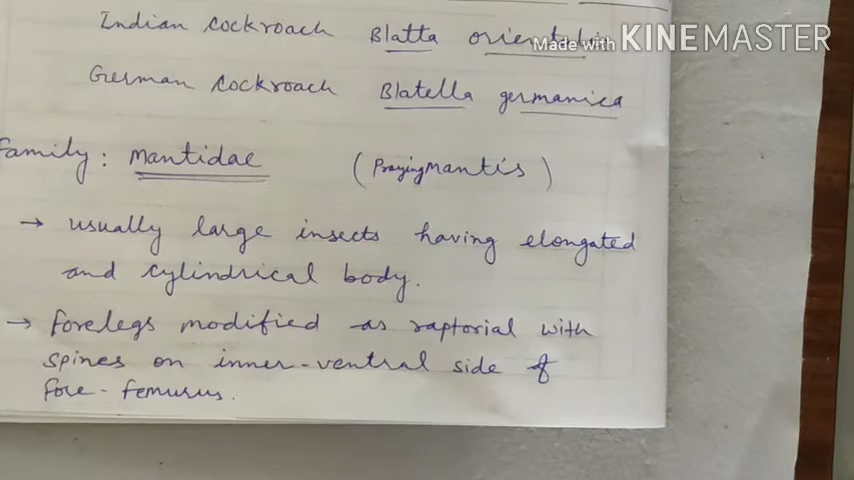 Indian Cockroach Blatta
Made with KINEMASTER
German Cockroach Blatella germanica
Family: Mantidae (Praying Mantis)
→ usually large insects having elongated
and cylindrical body.
→ Forelegs modified as raptorial with
spines on inner-ventral side of
fore-femurus.